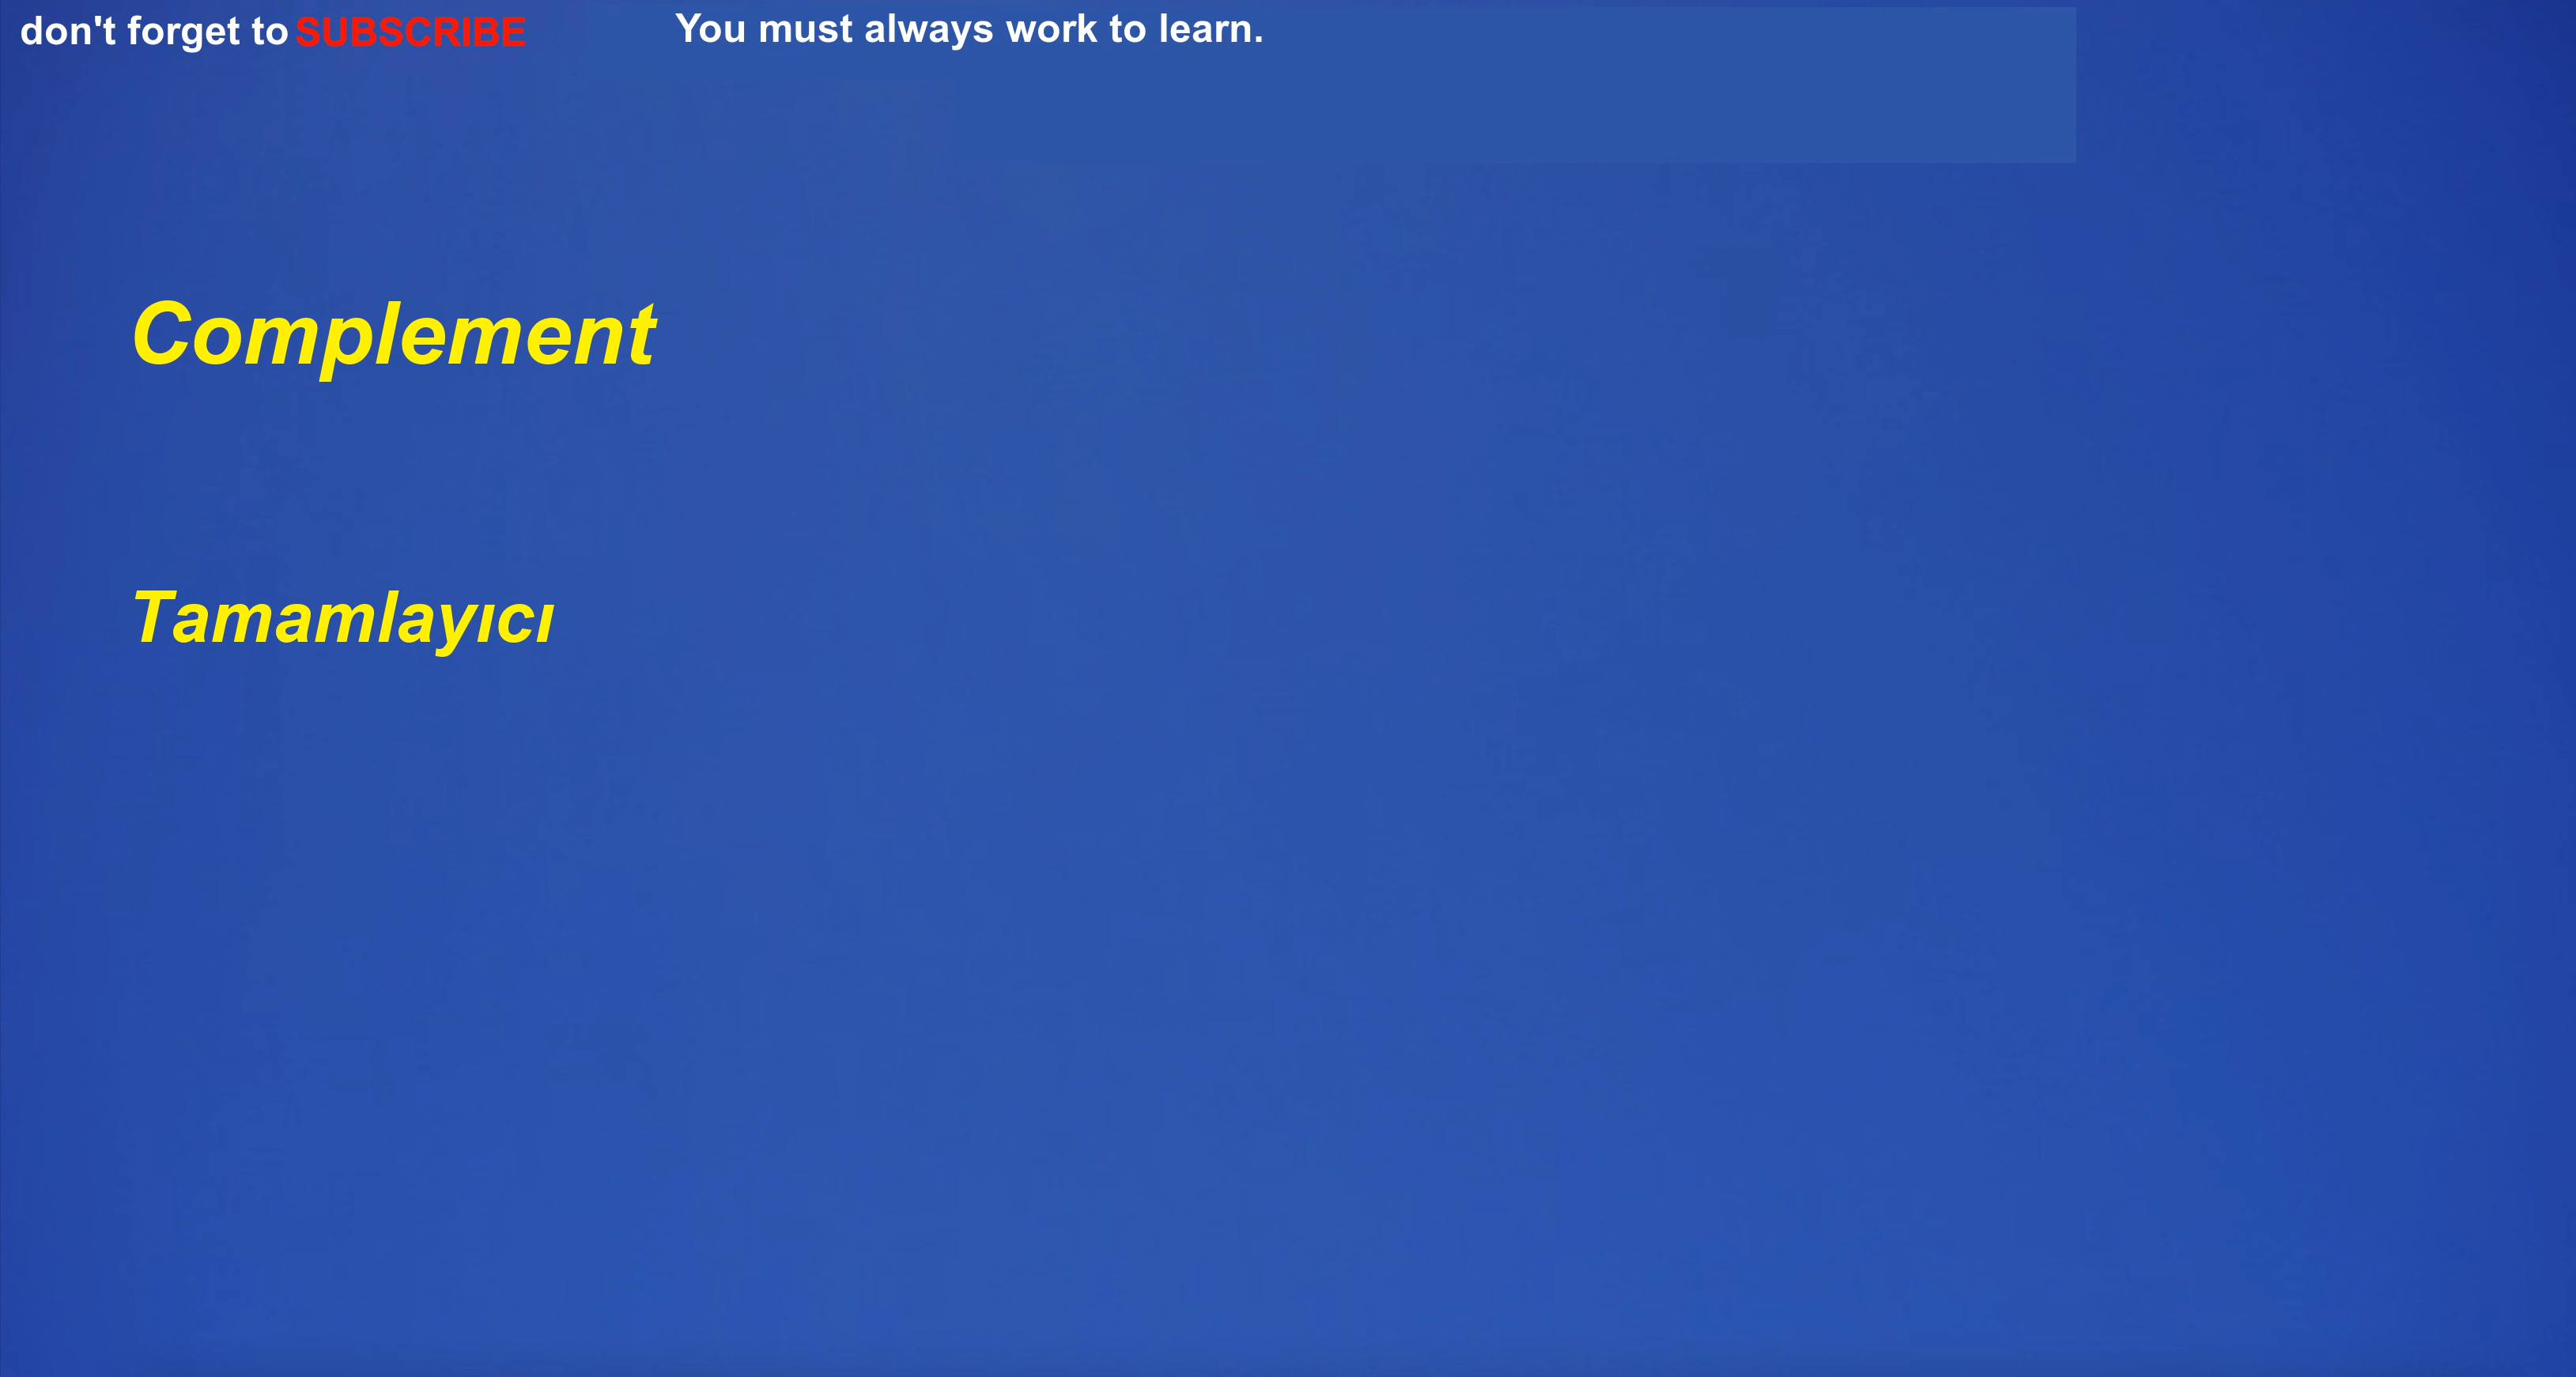 don't forget to SUBSCRIBE
You must always work to learn.
Complement
Tamamlayıcı